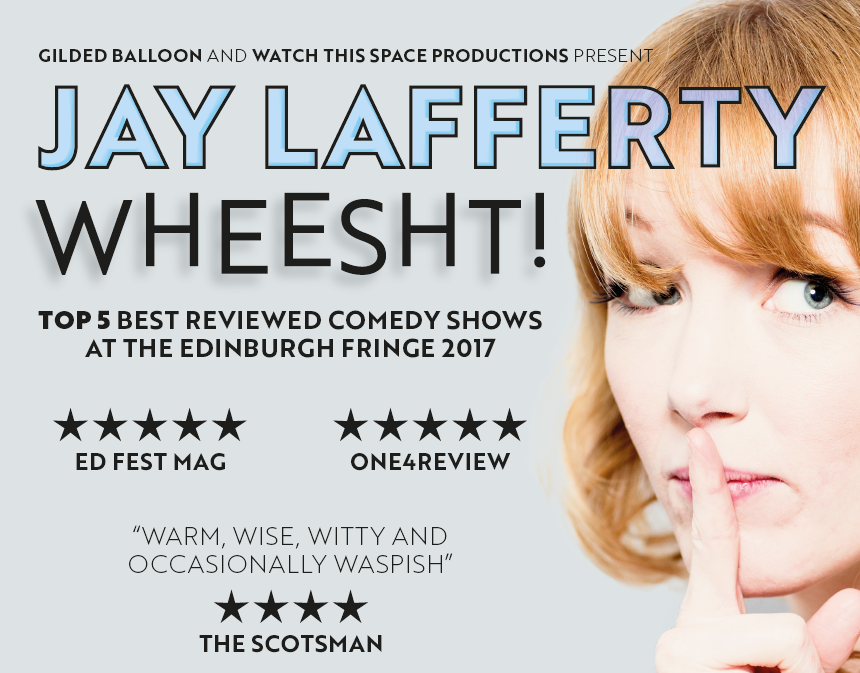 GILDED BALLOON AND WATCH THIS SPACE PRODUCTIONS PRESENT
JAY LAFFERTY
WHEESHT!
TOP 5 BEST REVIEWED COMEDY SHOWS
AT THE EDINBURGH FRINGE 2017
★★★★★ ★★★★★
ED FEST MAG ONE4REVIEW
“WARM, WISE, WITTY AND
OCCASIONALLY WASPISH”
★★★★
THE SCOTSMAN